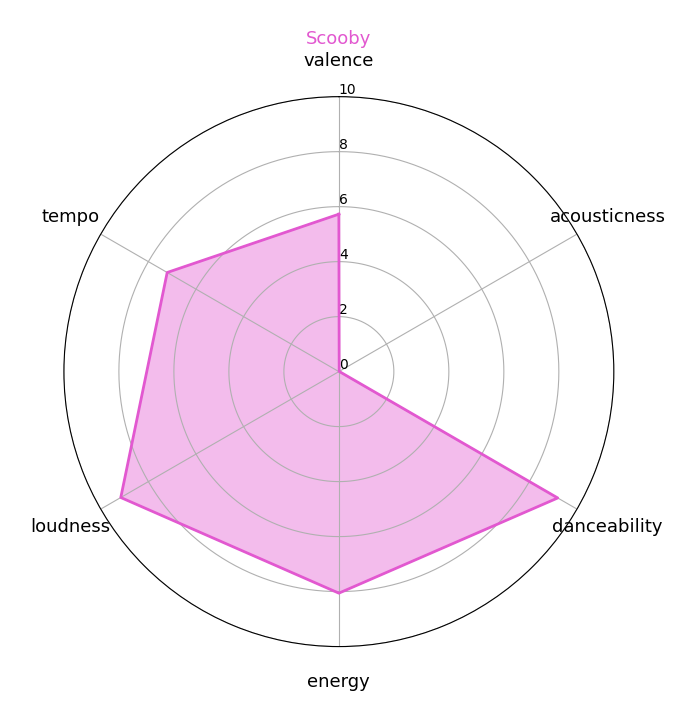 Scooby
valence
10
8
6
4
2
0
tempo
acousticness
loudness
danceability
energy